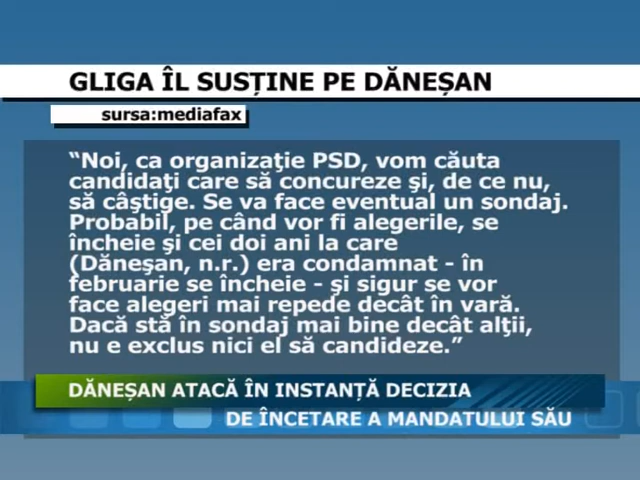 GLIGA ÎL SUSȚINE PE DĂNEȘAN
sursa:mediafax
“Noi, ca organizaţie PSD, vom căuta
candidaţi care să concureze şi, de ce nu,
să câştige. Se va face eventual un sondaj.
Probabil, pe când vor fi alegerile, se
încheie şi cei doi ani la care
(Dăneşan, n.r.) era condamnat - în
februarie se încheie - şi sigur se vor
face alegeri mai repede decât în vară.
Dacă stă în sondaj mai bine decât alţii,
nu e exclus nici el să candideze.”
DĂNEȘAN ATACĂ ÎN INSTANȚĂ DECIZIA
DE ÎNCETARE A MANDATULUI SĂU